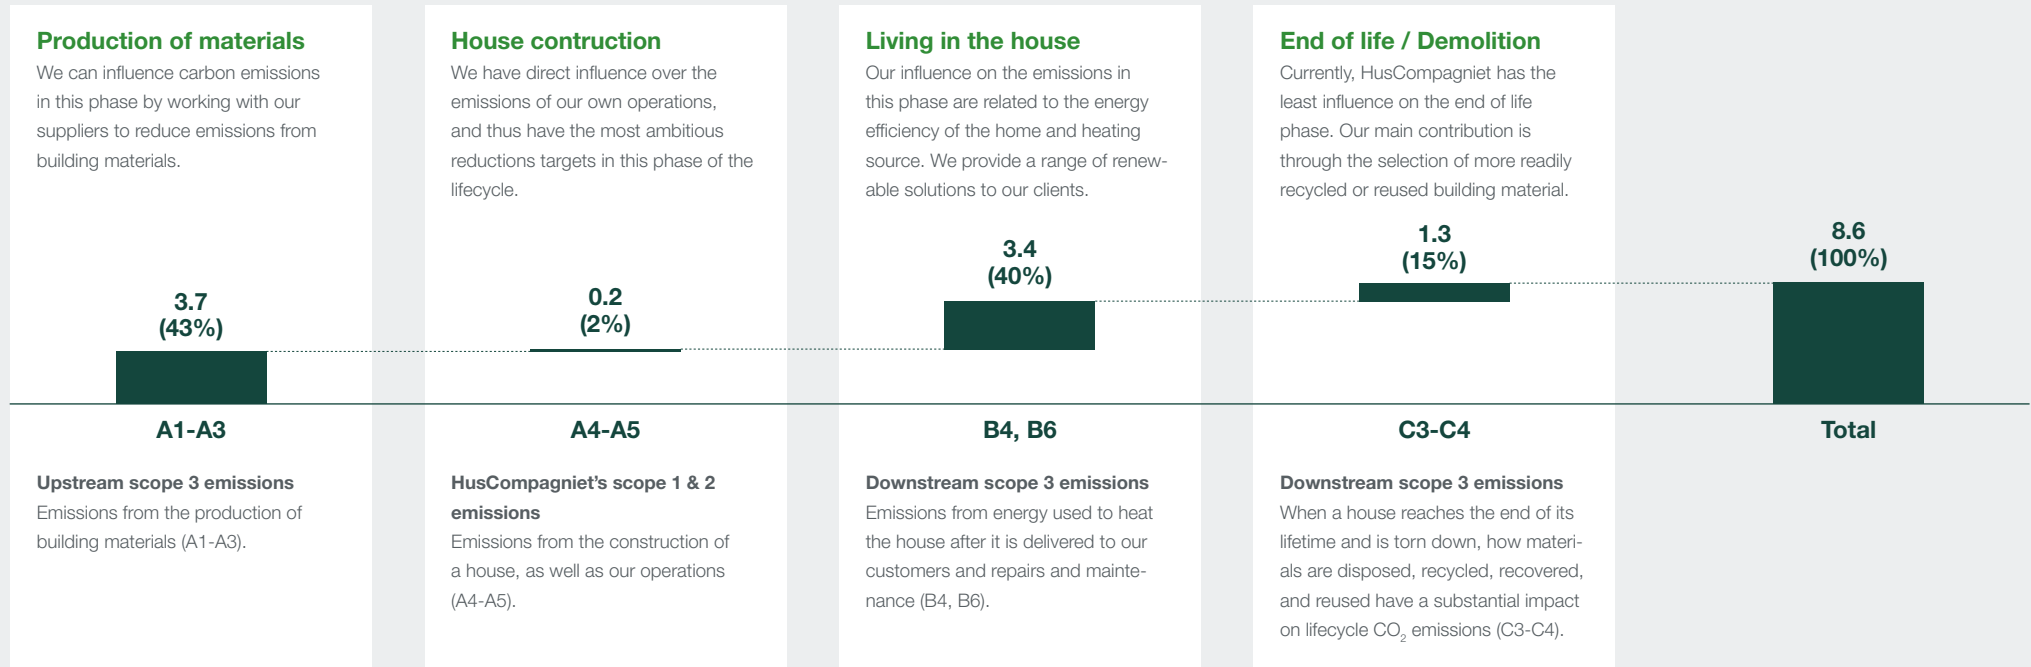 Production of materials
We can influence carbon emissions
in this phase by working with our
suppliers to reduce emissions from
building materials.
3.7
(43%)
A1-A3
Upstream scope 3 emissions
Emissions from the production of
building materials (A1-A3).
House contruction
We have direct influence over the
emissions of our own operations,
and thus have the most ambitious
reductions targets in this phase of the
lifecycle.
0.2
(2%)
A4-A5
HusCompagniet's scope 1 & 2
emissions
Emissions from the construction of
a house, as well as our operations
(A4-A5).
Living in the house
Our influence on the emissions in
this phase are related to the energy
efficiency of the home and heating
source. We provide a range of renew-
able solutions to our clients.
3.4
(40%)
B4, B6
Downstream scope 3 emissions
Emissions from energy used to heat
the house after it is delivered to our
customers and repairs and mainte-
nance (B4, B6).
End of life / Demolition
Currently, HusCompagniet has the
least influence on the end of life
phase. Our main contribution is
through the selection of more readily
recycled or reused building material.
1.3
(15%)
C3-C4
Downstream scope 3 emissions
When a house reaches the end of its
lifetime and is torn down, how materi-
als are disposed, recycled, recovered,
and reused have a substantial impact
on lifecycle CO₂ emissions (C3-C4).
8.6
(100%)
Total